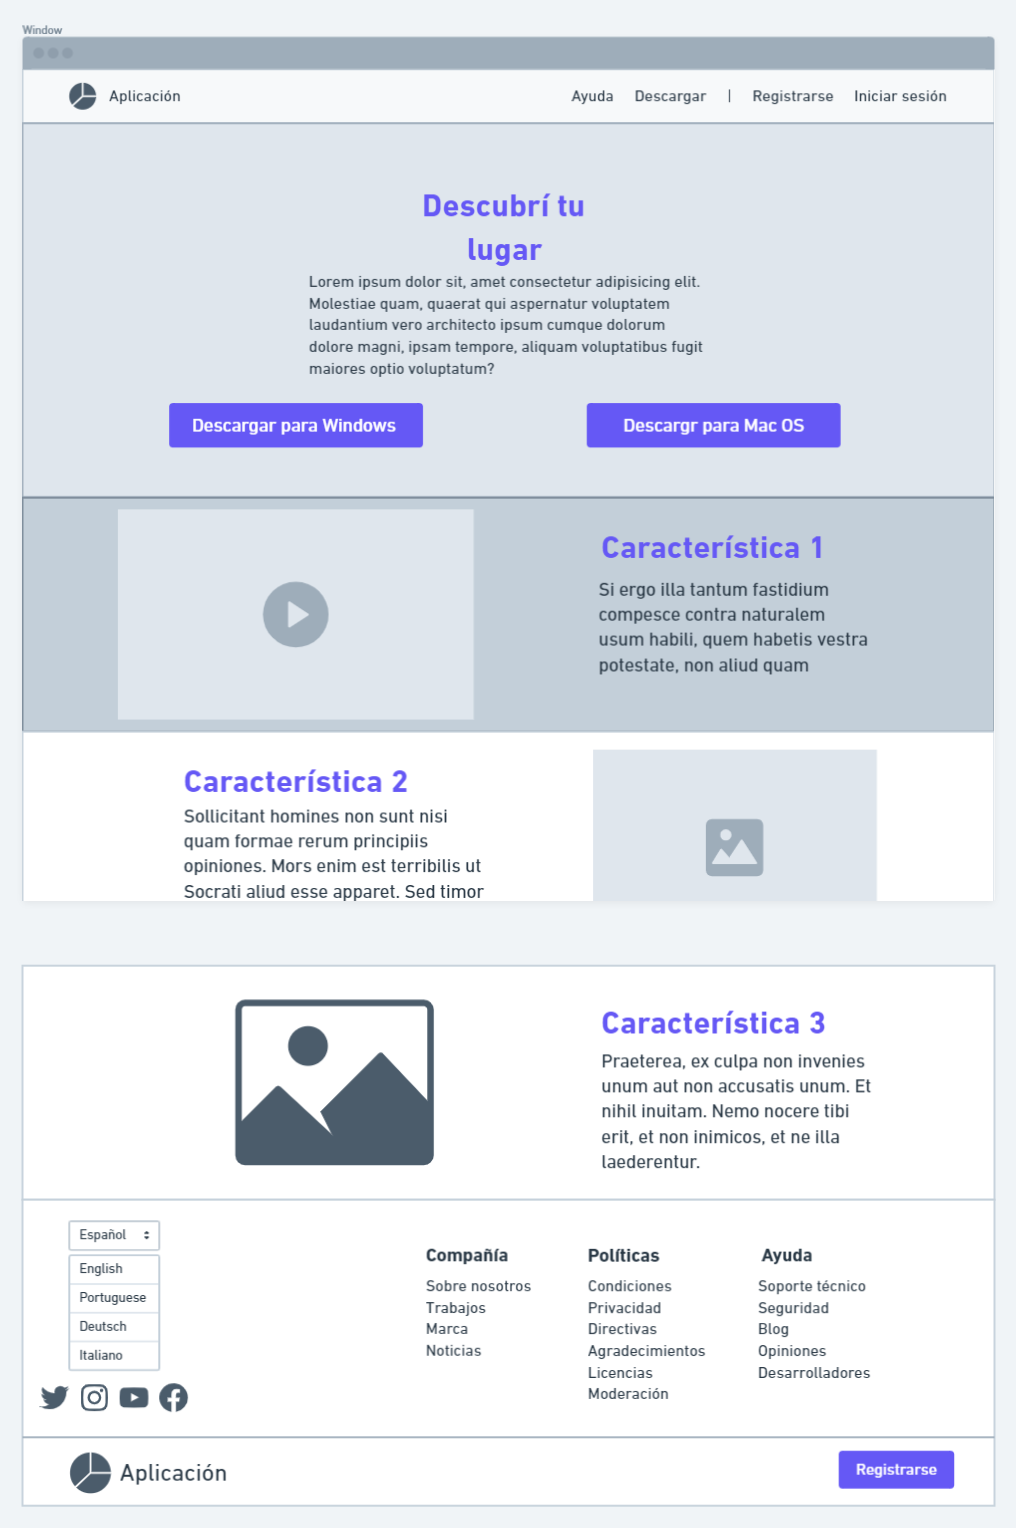 Window
Aplicación
Ayuda Descargar | Registrarse Iniciar sesión
Descubrí tu
lugar
Lorem ipsum dolor sit, amet consectetur adipisicing elit.
Molestiae quam, quaerat qui aspernatur voluptatem
laudantium vero architecto ipsum cumque dolorum
dolore magni, ipsam tempore, aliquam voluptatibus fugit
maiores optio voluptatum?
Descargar para Windows
Descargr para Mac OS
Característica 1
Si ergo illa tantum fastidium
compesce contra naturalem
usum habili, quem habetis vestra
potestate, non aliud quam
Característica 2
Sollicitant homines non sunt nisi
quam formae rerum principiis
opiniones. Mors enim est terribilis ut
Socrati aliud esse apparet. Sed timor
Característica 3
Praeterea, ex culpa non invenies
unum aut non accusatis unum. Et
nihil inuitam. Nemo nocere tibi
erit, et non inimicos, et ne illa
laederentur.
Español
English
Portuguese
Deutsch
Italiano
Compañía
Sobre nosotros
Trabajos
Marca
Noticias
Políticas
Condiciones
Privacidad
Directivas
Agradecimientos
Licencias
Moderación
Ayuda
Soporte técnico
Seguridad
Blog
Opiniones
Desarrolladores
Aplicación
Registrarse